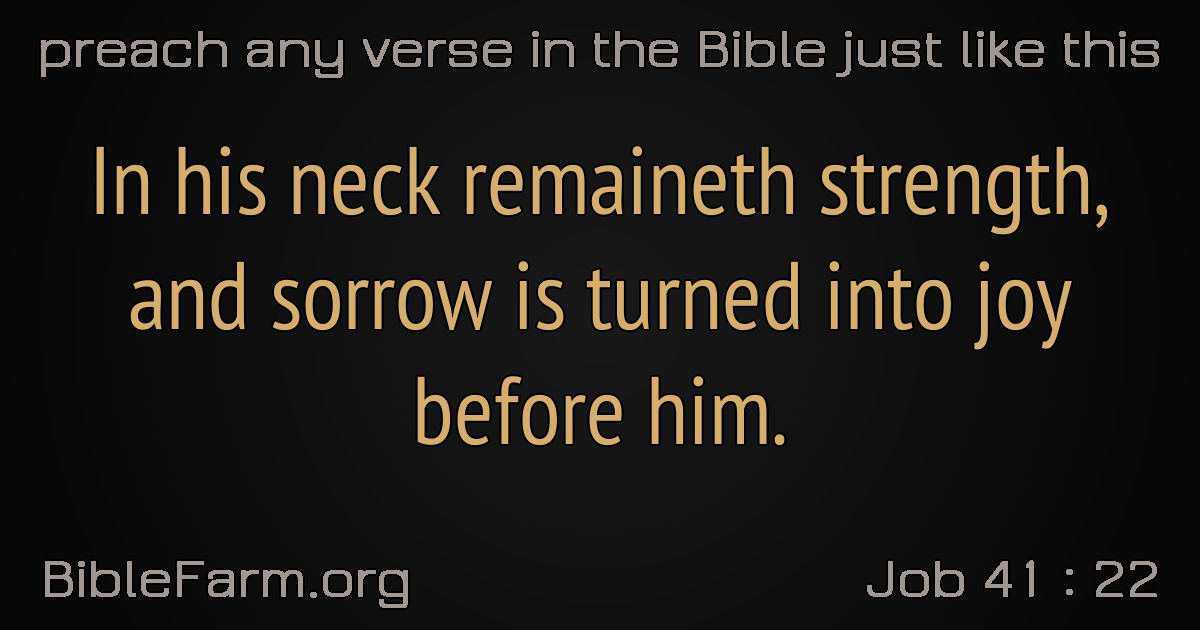 preach any verse in the Bible just like this
In his neck remaineth strength,
and sorrow is turned into joy
before him.
BibleFarm.org
Job 41 : 22